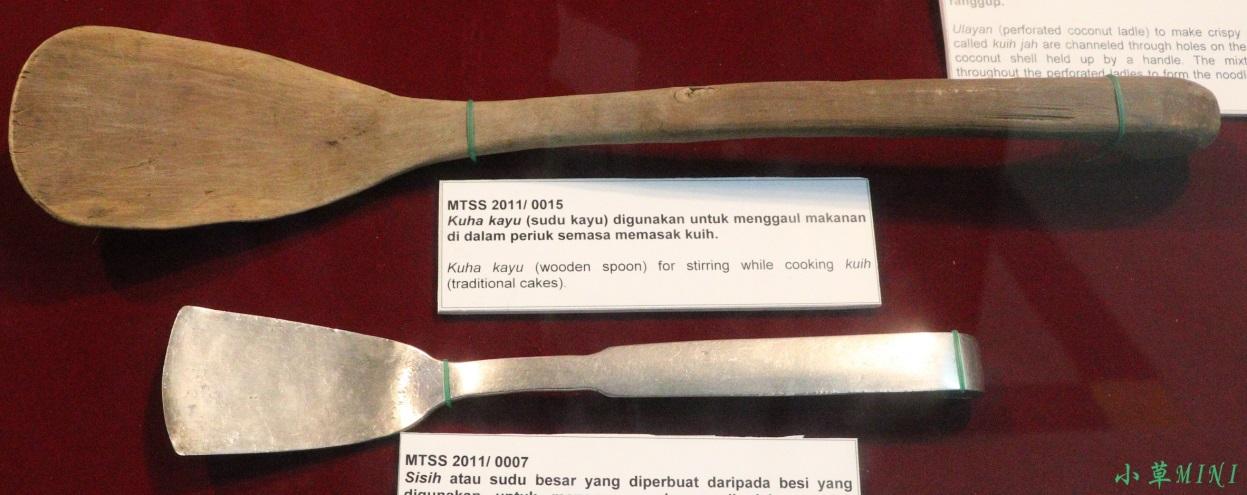 ranggup.
Ulayan (perforated coconut ladle) to make crispy
called kuih jah are channeled through holes on the
coconut shell held up by a handle. The mixt
throughout the perforated ladles to form the noodl
MTSS 2011/ 0015
Kuha kayu (sudu kayu) digunakan untuk menggaul makanan
di dalam periuk semasa memasak kuih.
Kuha kayu (wooden spoon) for stirring while cooking kuih
(traditional cakes).
MTSS 2011/ 0007
Sisih atau sudu besar yang diperbuat daripada besi yang
digunakan untuk
小草MINI